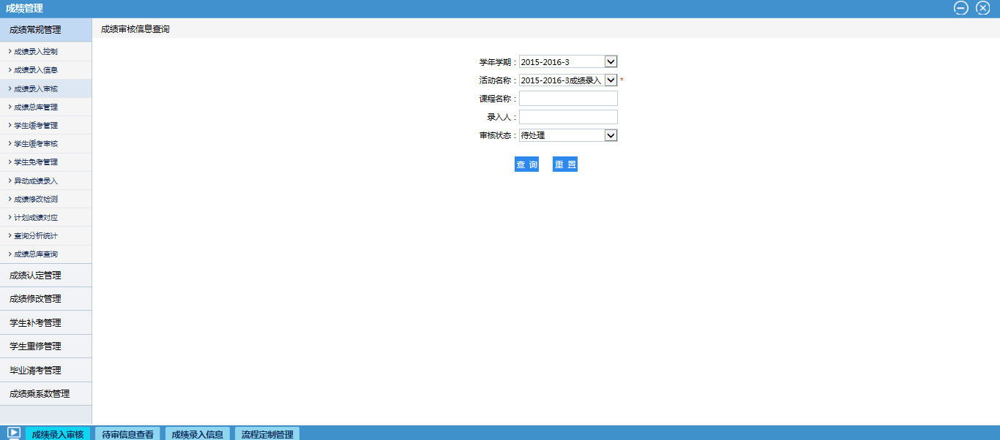 成绩管理
成绩常规管理
成绩录入控制
成绩录入信息
成绩录入审核
成绩总库管理
学生缓考管理
学生缓考审核
学生免考管理
异动成绩录入
成绩修改检测
计划成绩对应
查询分析统计
成绩总库查询
成绩认定管理
成绩修改管理
学生补考管理
学生重修管理
毕业清考管理
成绩乘系数管理
成绩审核信息查询
学年学期：2015-2016-3
活动名称：2015-2016-3成绩录入 *
课程名称：
录入人：
审核状态：待处理
查 询 重 置
成绩录入审核 待审信息查看 成绩录入信息 流程定制管理